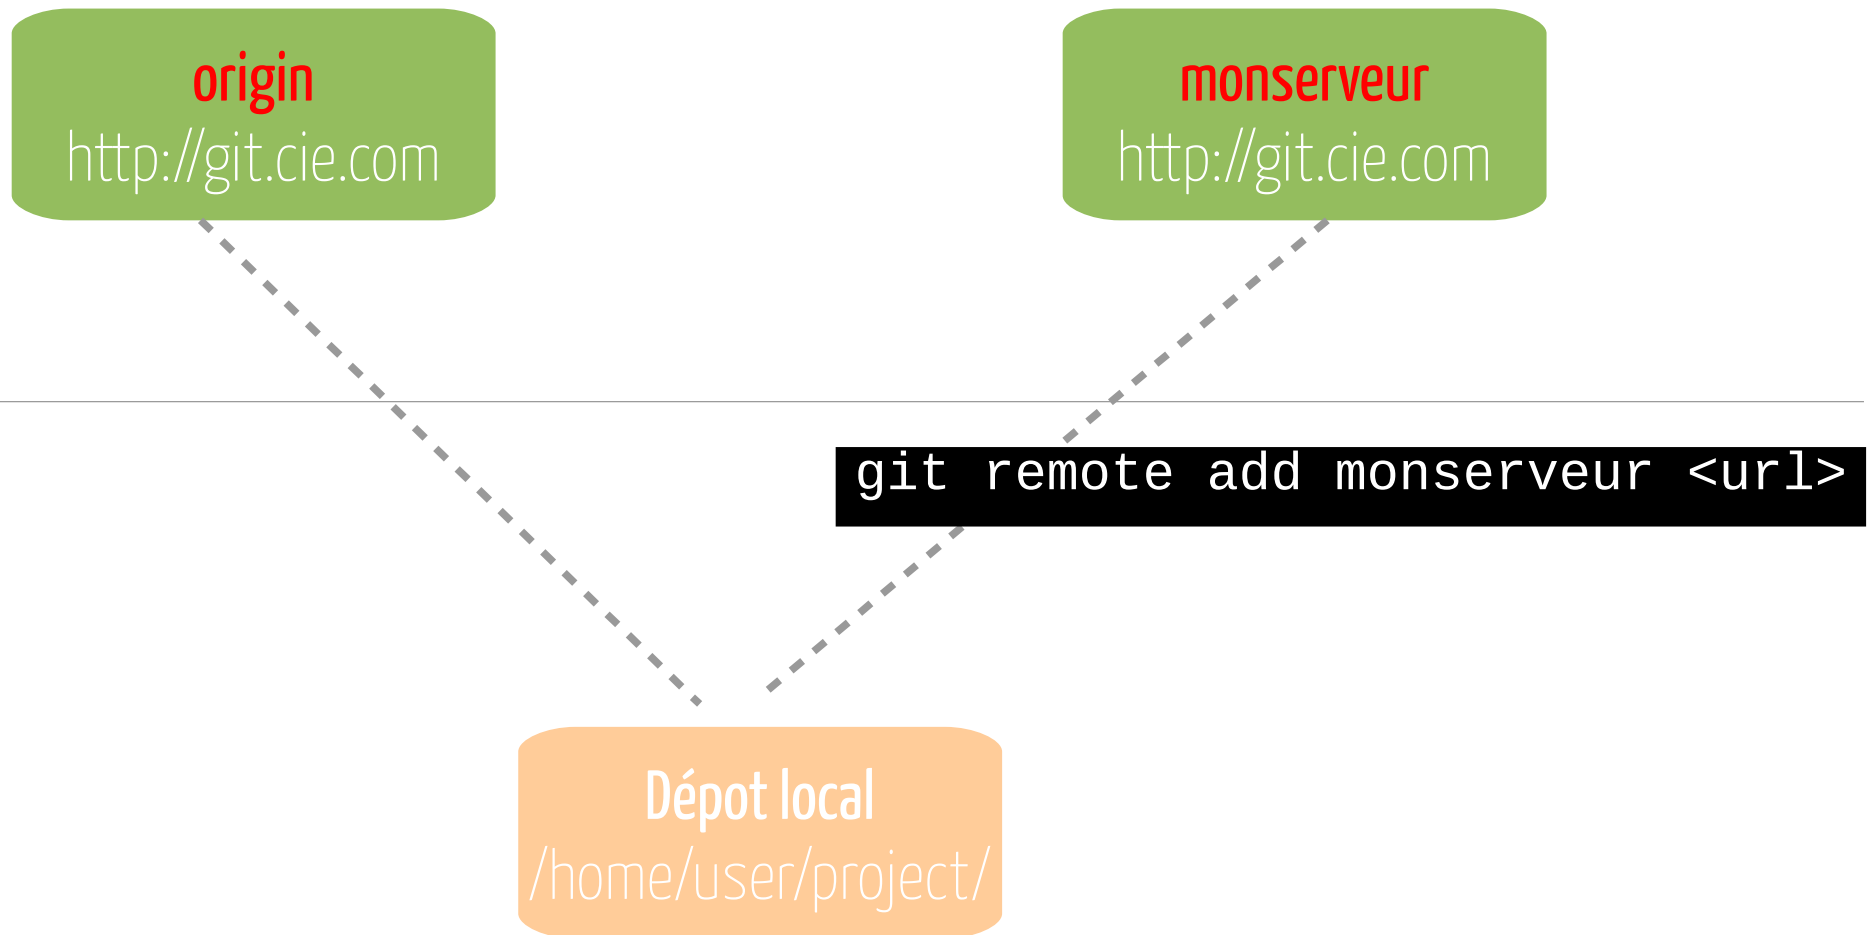 origin
http://git.cie.com
monserveur
http://git.cie.com
git remote add monserveur <url>
Dépot local
/home/user/project/